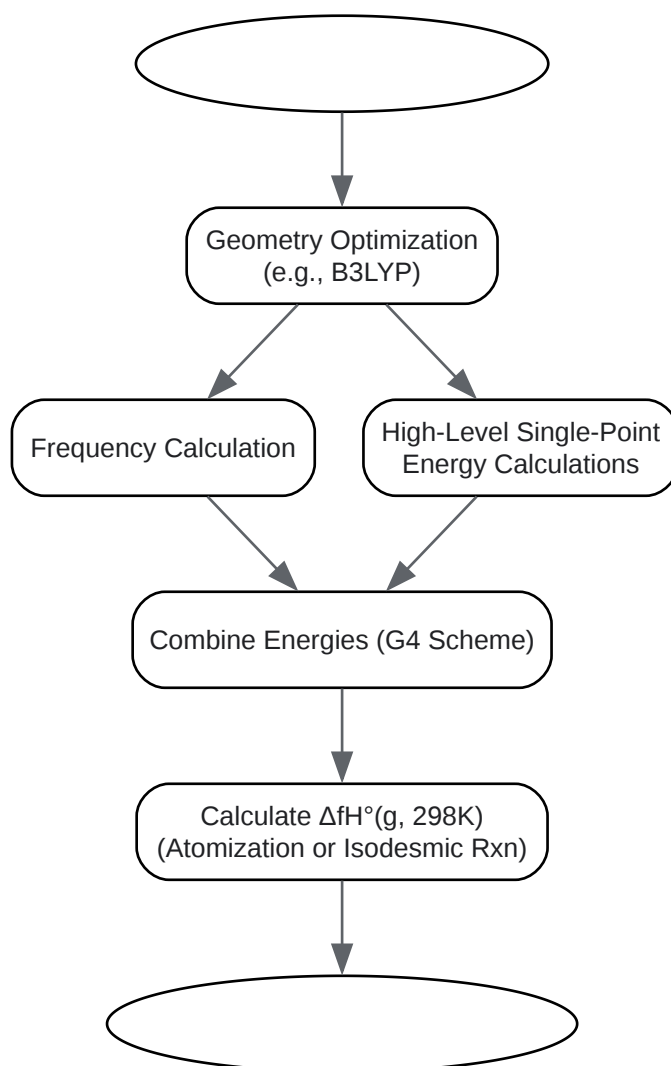 Geometry Optimization
(e.g., B3LYP)
Frequency Calculation
High-Level Single-Point
Energy Calculations
Combine Energies (G4 Scheme)
Calculate ΔfH°(g, 298K)
(Atomization or Isodesmic Rxn)